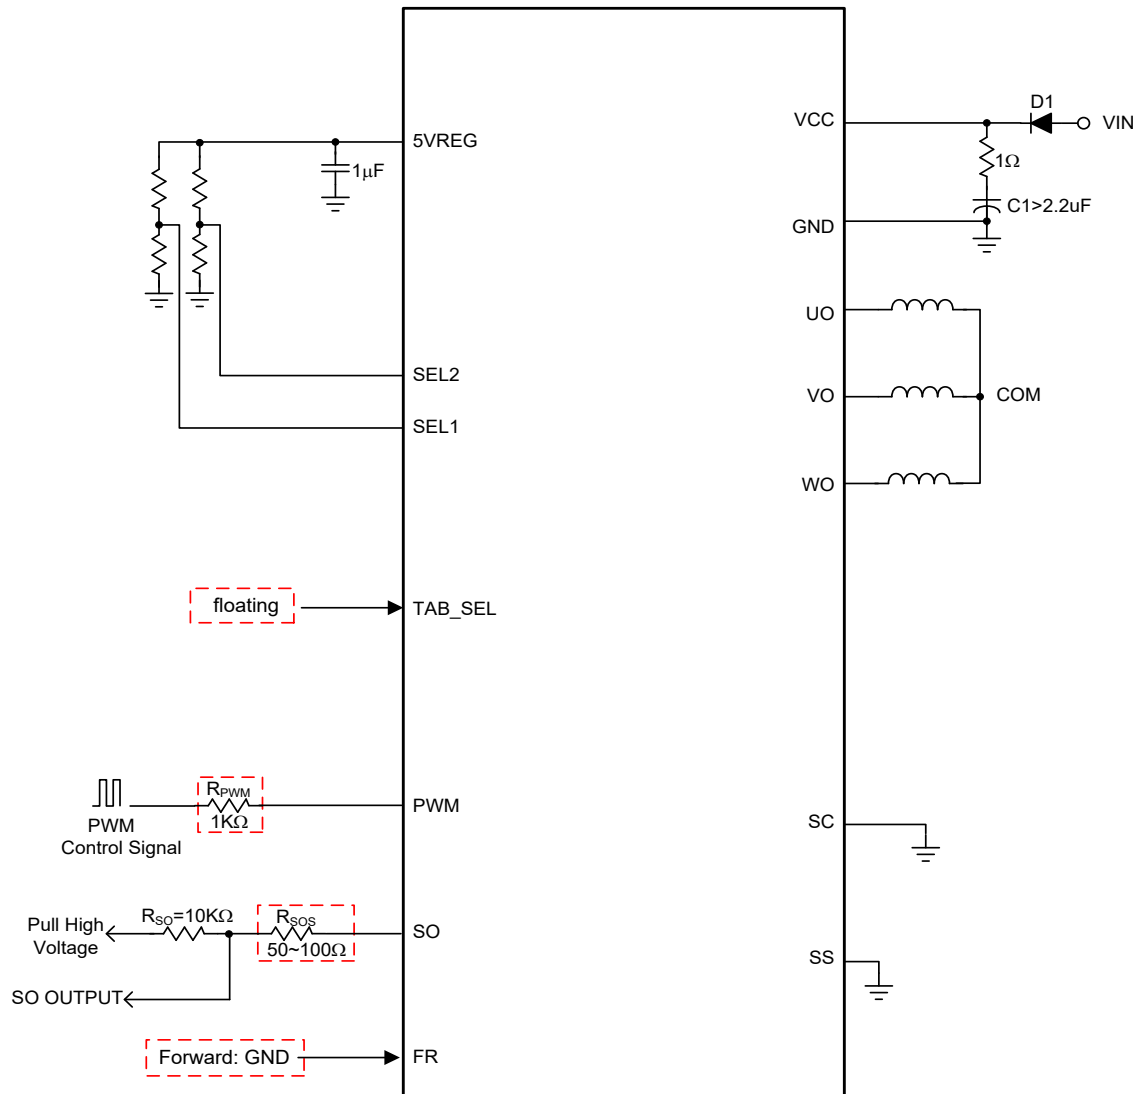 D1
VCC
VIN
5VREG
1μF
1Ω
C1>2.2uF
GND
UO
SEL2
VO
COM
SEL1
WO
floating
TAB_SEL
RPWM
1KΩ
PWM
PWM
Control Signal
SC
RSO=10KΩ
RSOS
50~100Ω
SO
Pull High
Voltage
SS
SO OUTPUT
Forward: GND
FR